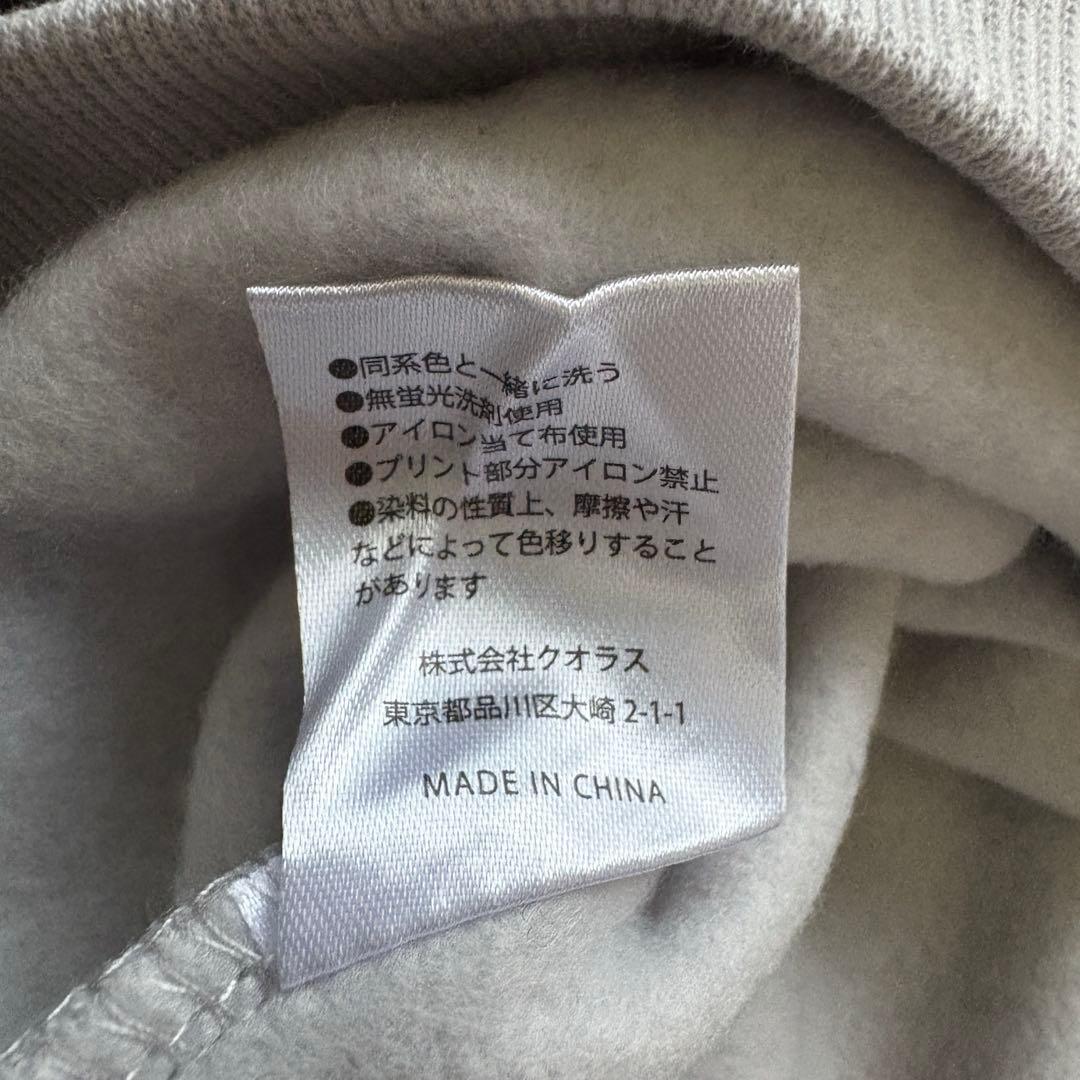 ●同系色と一緒に洗う
●無蛍光洗剤使用
●アイロン当て布使用
●プリント部分アイロン禁止
●染料の性質上、摩擦や汗
などによって色移りすること
があります
株式会社クオラス
東京都品川区大崎 2-1-1
MADE IN CHINA